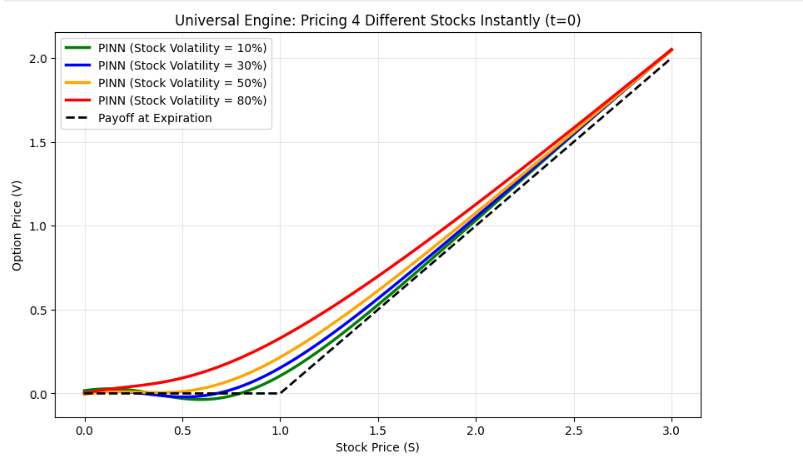 Universal Engine: Pricing 4 Different Stocks Instantly (t=0)
PINN (Stock Volatility = 10%)
PINN (Stock Volatility = 30%)
PINN (Stock Volatility = 50%)
PINN (Stock Volatility = 80%)
Payoff at Expiration
Option Price (V)
2.0
1.5
1.0
0.5
0.0
0.0 0.5 1.0 1.5 2.0 2.5 3.0
Stock Price (S)